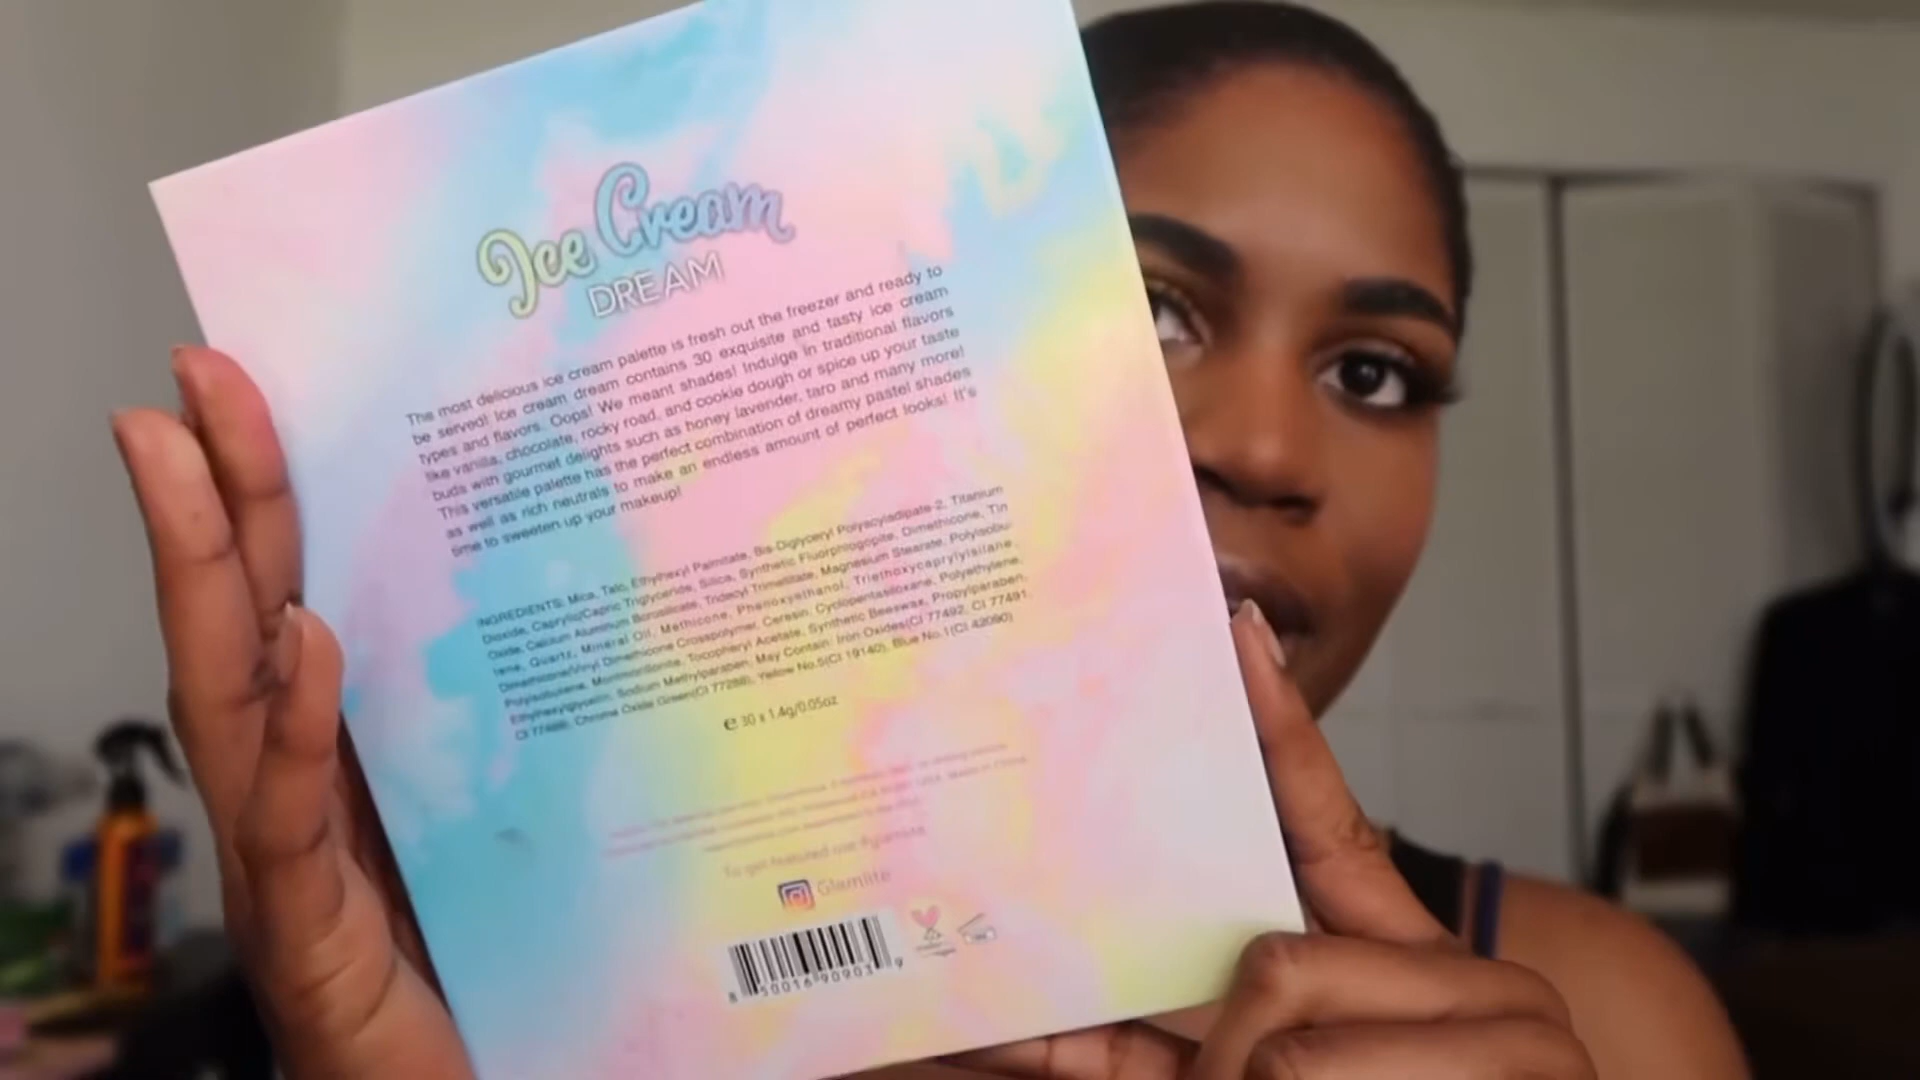 Ice Cream
DREAM
The most delicious ice cream palette is fresh out the freezer and ready to
be served! Ice cream dream contains 30 exquisite and tasty ice cream
types and flavors. Oops! We meant shades! Indulge in traditional flavors
like vanilla, chocolate, rocky road, and cookie dough or spice up your taste
buds with gourmet delights such as honey lavender, taro and many more!
This versatile palette has the perfect combination of dreamy pastel shades
as well as rich neutrals to make an endless amount of perfect looks! It's
time to sweeten up your makeup!
INGREDIENTS: Mica, Talc, Ethylhexyl Palmitate, Bis-Diglyceryl Polyacyladipate-2, Titanium
Dioxide, Caprylic/Capric Triglyceride, Silica, Synthetic Fluorphlogopite, Dimethicone, Tin
Oxide, Calcium Aluminum Borosilicate, Tridecyl Trimellitate, Magnesium Stearate, Polyisobu-
tene, Quartz, Mineral Oil, Methicone, Phenoxyethanol, Triethoxycaprylylsilane,
Dimethicone/Vinyl Dimethicone Crosspolymer, Ceresin, Cyclopentasiloxane, Polyethylene,
Polyisobutene, Montmorillonite, Tocopheryl Acetate, Synthetic Beeswax, Propylparaben,
Ethylhexylglycerin, Sodium Methylparaben, May Contain: Iron Oxides(CI 77492, CI 77491,
CI 77499), Chrome Oxide Green(CI 77288), Yellow No.5(CI 19140), Blue No.1(CI 42090)
e 30 x 1.4g/0.05oz
Made in China
To get featured use #glamlite
Glamlite
8 50016 90903 9